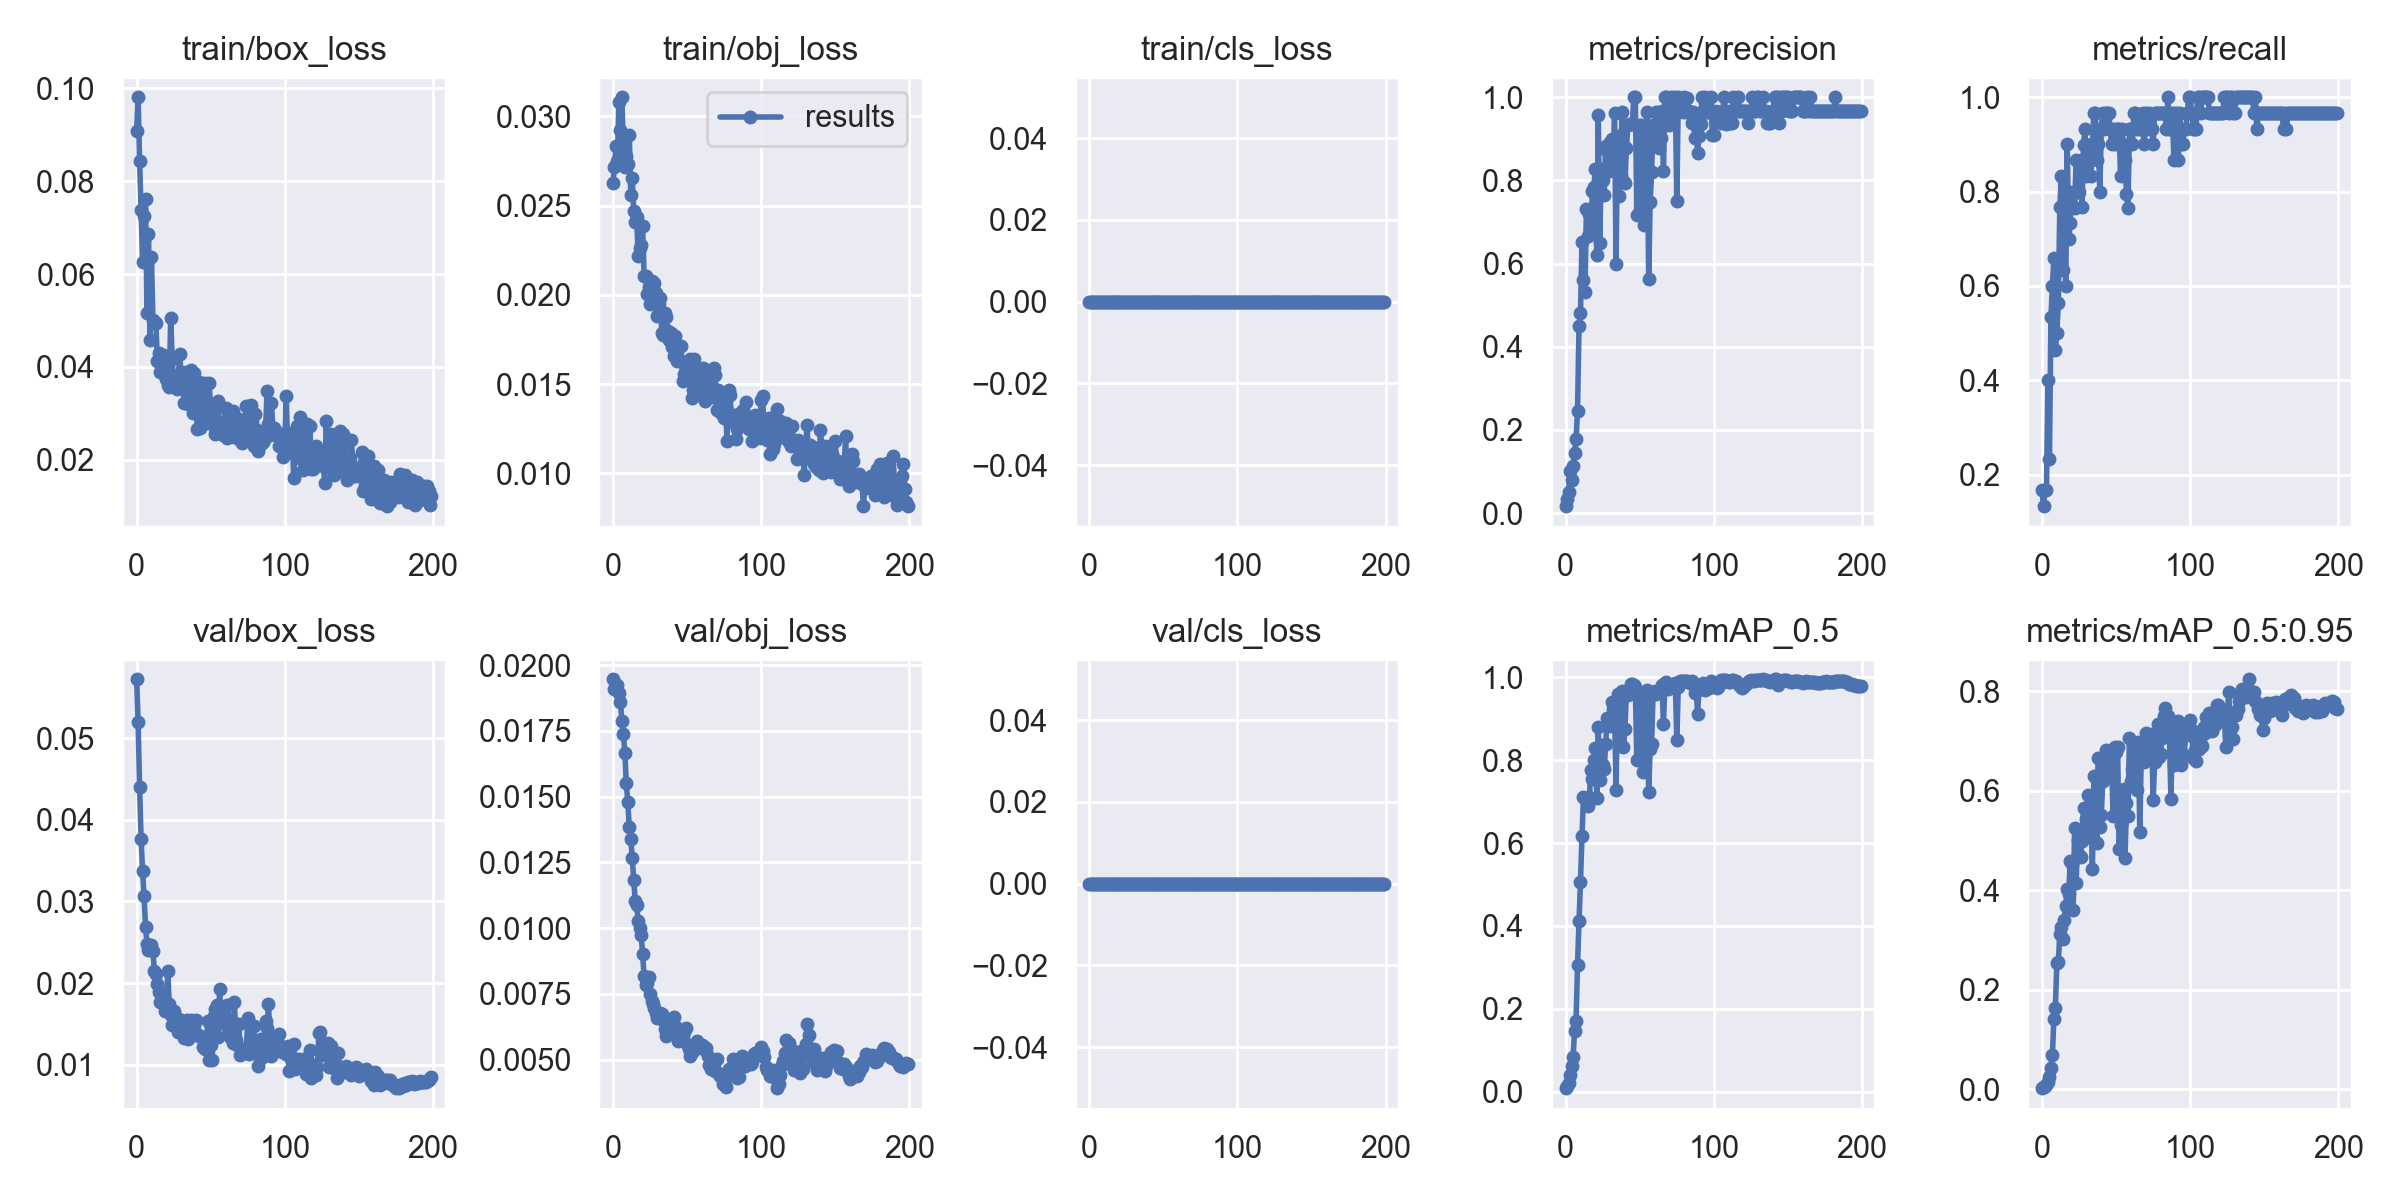 train/box_loss
0.10
0.08
0.06
0.04
0.02
0 100 200
train/obj_loss
results
0.030
0.025
0.020
0.015
0.010
0 100 200
train/cls_loss
0.04
0.02
0.00
−0.02
−0.04
0 100 200
metrics/precision
1.0
0.8
0.6
0.4
0.2
0.0
0 100 200
metrics/recall
1.0
0.8
0.6
0.4
0.2
0 100 200
val/box_loss
0.05
0.04
0.03
0.02
0.01
0 100 200
val/obj_loss
0.0200
0.0175
0.0150
0.0125
0.0100
0.0075
0.0050
0 100 200
val/cls_loss
0.04
0.02
0.00
−0.02
−0.04
0 100 200
metrics/mAP_0.5
1.0
0.8
0.6
0.4
0.2
0.0
0 100 200
metrics/mAP_0.5:0.95
0.8
0.6
0.4
0.2
0.0
0 100 200